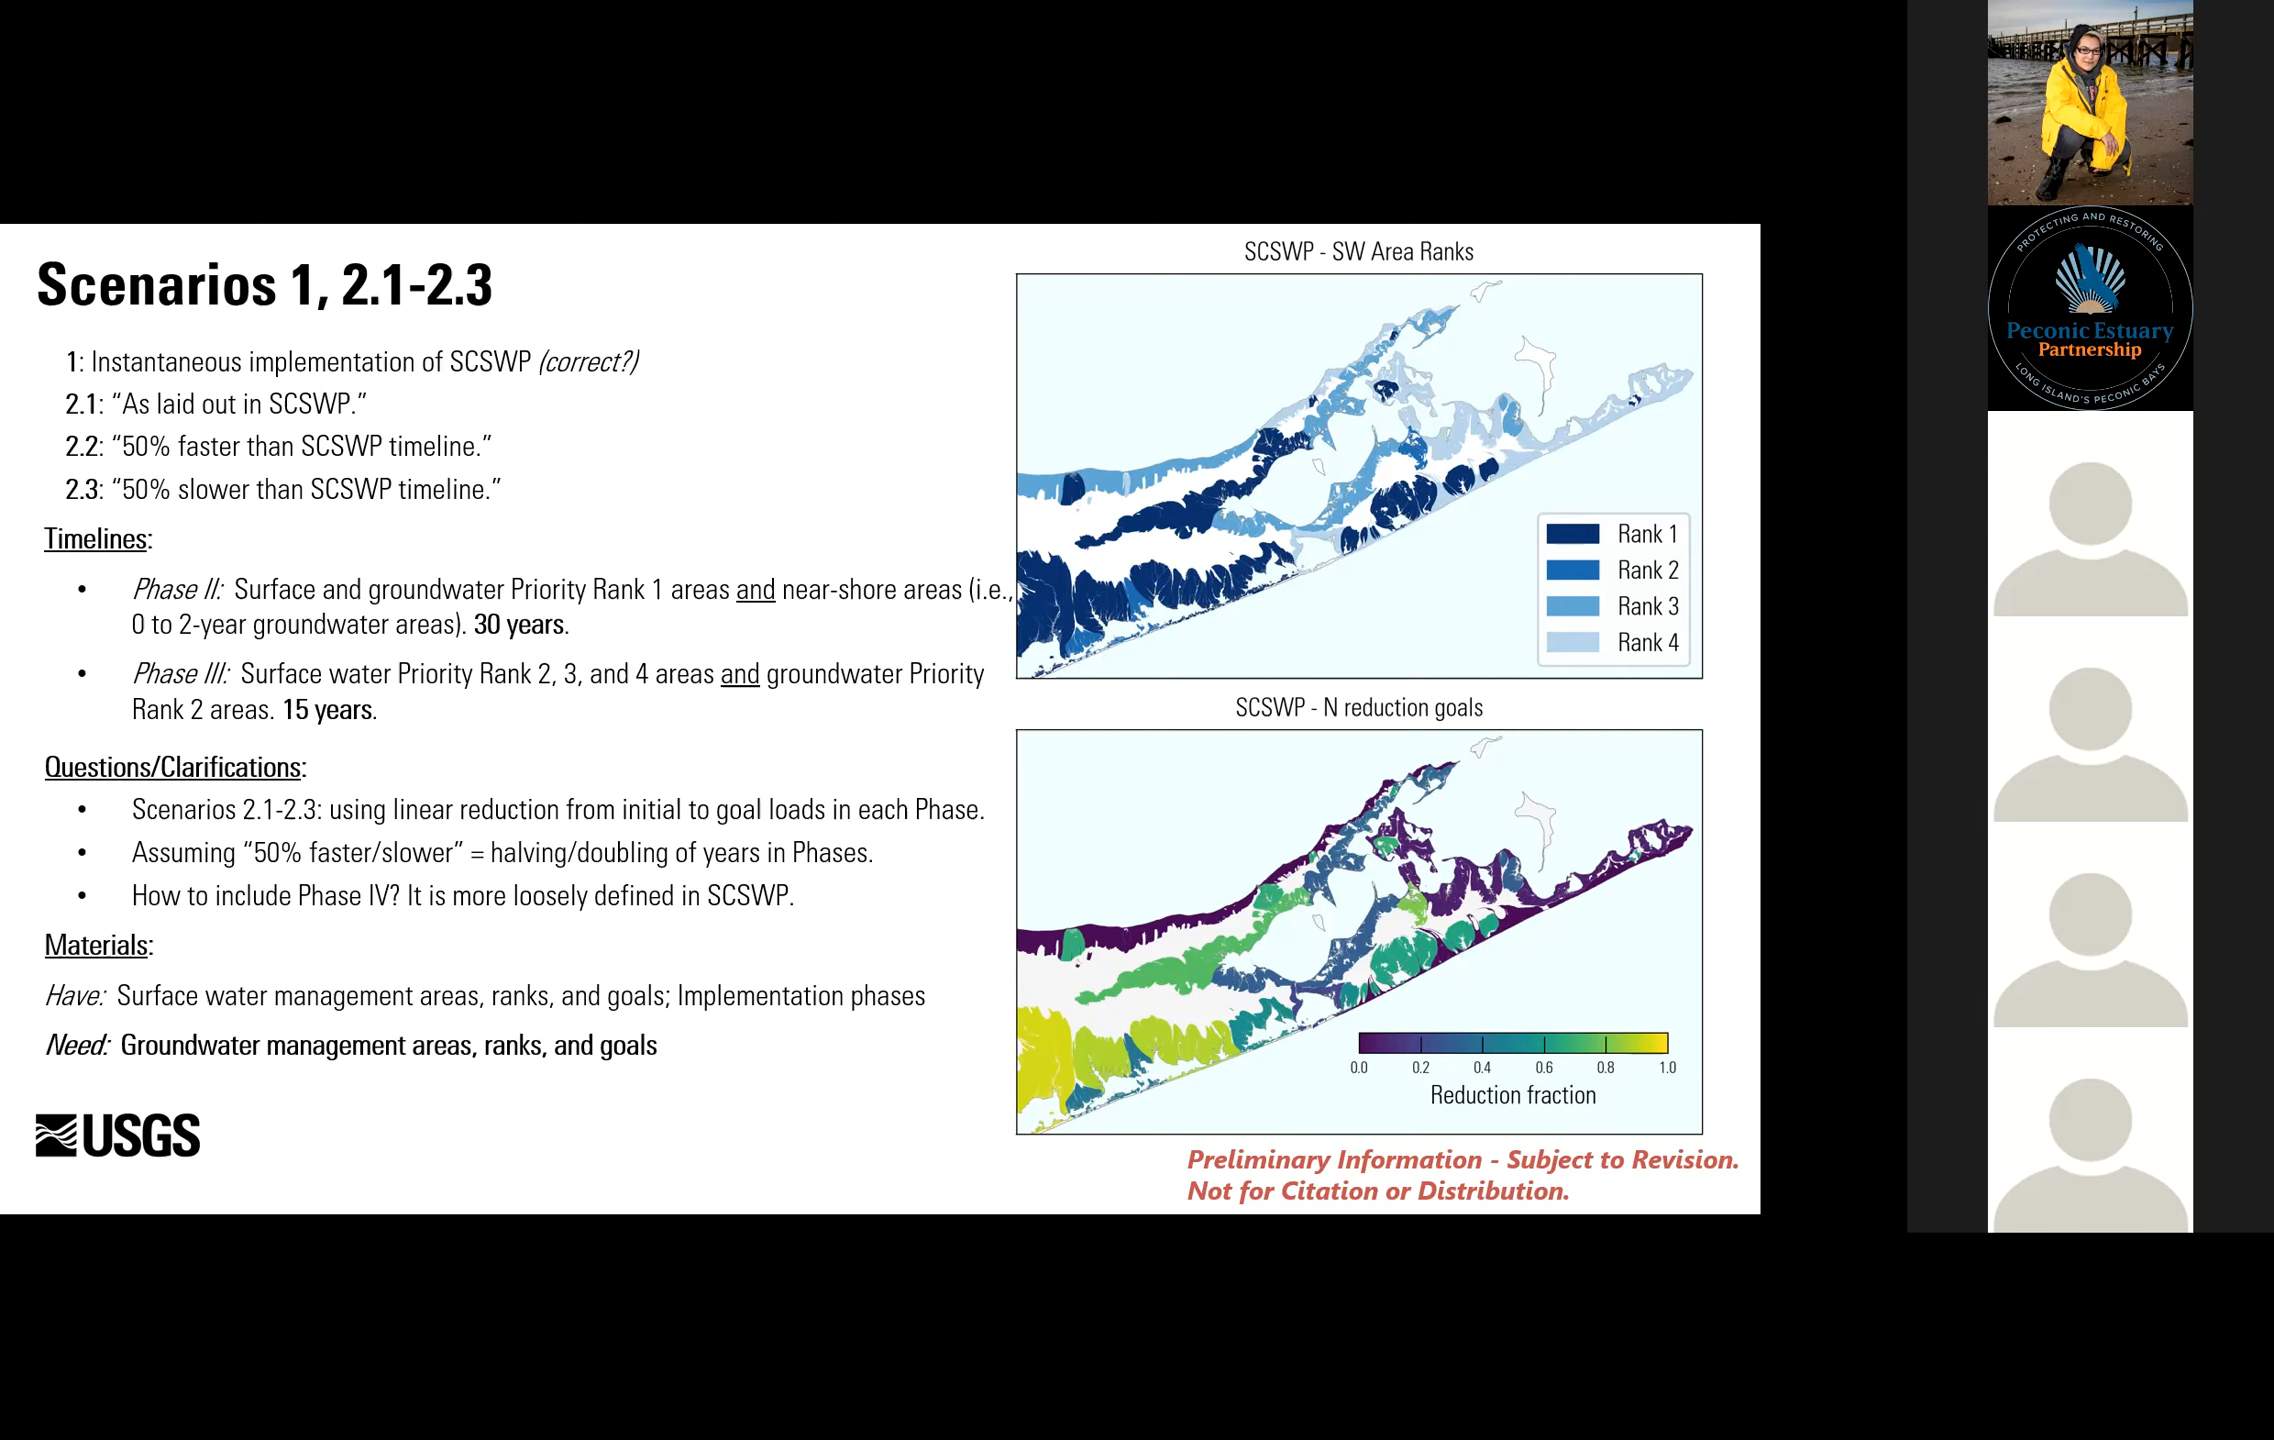 Scenarios 1, 2.1-2.3
1: Instantaneous implementation of SCSWP (correct?)
2.1: “As laid out in SCSWP.”
2.2: “50% faster than SCSWP timeline.”
2.3: “50% slower than SCSWP timeline.”
Timelines:
• Phase II: Surface and groundwater Priority Rank 1 areas and near-shore areas (i.e.,
0 to 2-year groundwater areas). 30 years.
• Phase III: Surface water Priority Rank 2, 3, and 4 areas and groundwater Priority
Rank 2 areas. 15 years.
Questions/Clarifications:
• Scenarios 2.1-2.3: using linear reduction from initial to goal loads in each Phase.
• Assuming “50% faster/slower” = halving/doubling of years in Phases.
• How to include Phase IV? It is more loosely defined in SCSWP.
Materials:
Have: Surface water management areas, ranks, and goals; Implementation phases
Need: Groundwater management areas, ranks, and goals
USGS
SCSWP - SW Area Ranks
Rank 1
Rank 2
Rank 3
Rank 4
SCSWP - N reduction goals
0.0 0.2 0.4 0.6 0.8 1.0
Reduction fraction
Preliminary Information - Subject to Revision.
Not for Citation or Distribution.
PROTECTING AND RESTORING
Peconic Estuary
Partnership
LONG ISLAND'S PECONIC BAYS